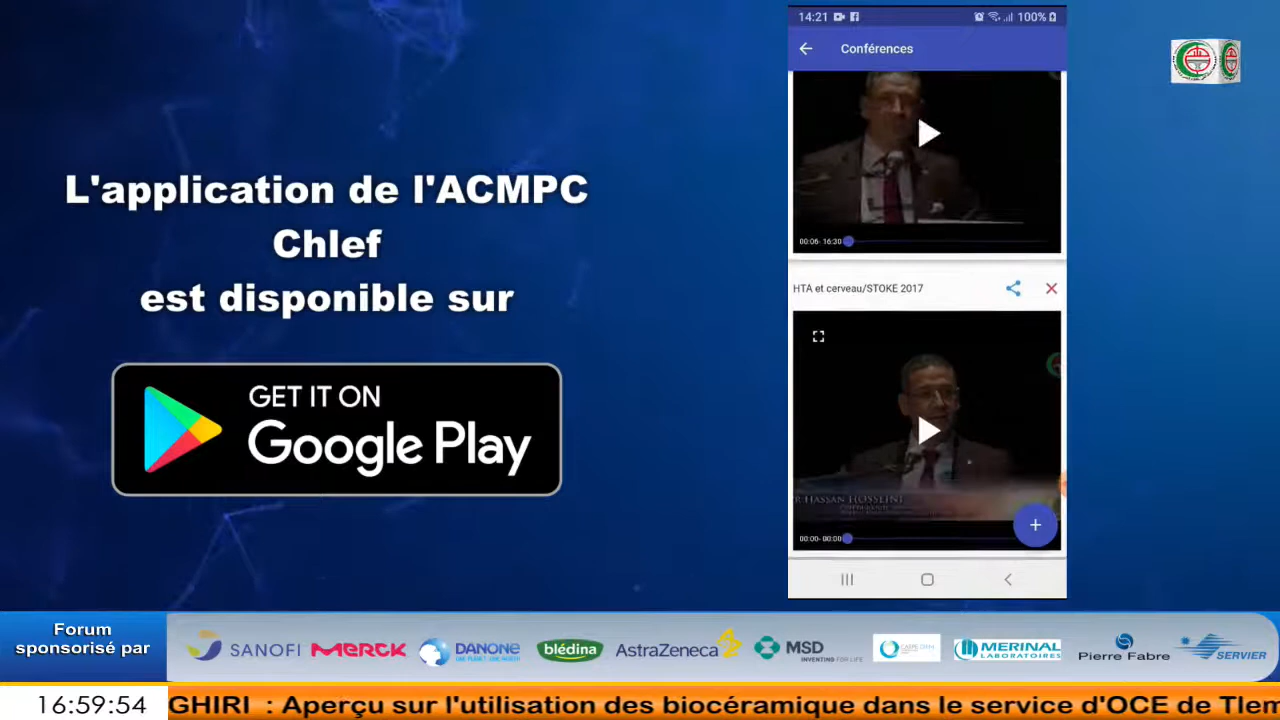 14:21
100%
Conférences
L'application de l'ACMPC
Chlef
est disponible sur
GET IT ON
Google Play
00:06- 16:20
HTA et cerveau/STOKE 2017
HASSAN HOSSEINI
00:00- 00:00
Forum
sponsorisé par
SANOFI
MERCK
DANONE
blédina
AstraZeneca
MSD
INVENTING FOR LIFE
MERINAL
LABORATOIRES
Pierre Fabre
SERVIER
16:59:54
GHIRI : Aperçu sur l'utilisation des biocéramique dans le service d'OCE de Tlem